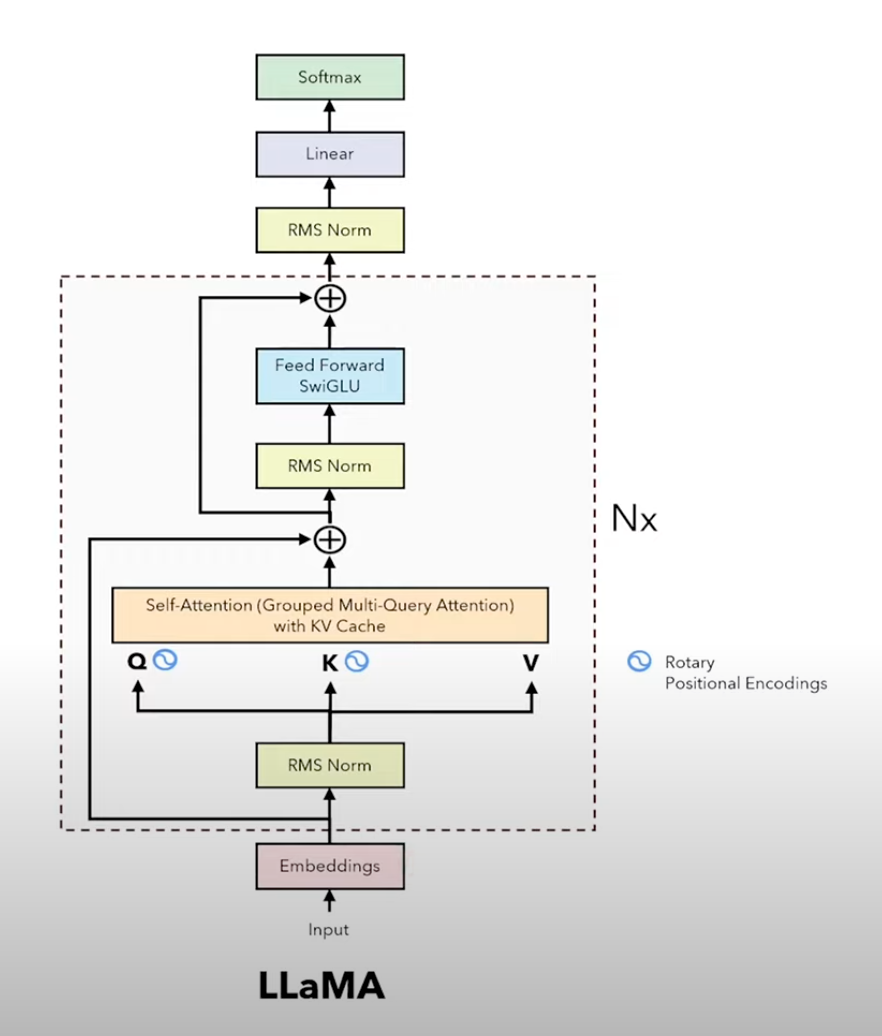 Softmax
Linear
RMS Norm
Feed Forward
SwiGLU
RMS Norm
Nx
Self-Attention (Grouped Multi-Query Attention)
with KV Cache
Q K V
Rotary
Positional Encodings
RMS Norm
Embeddings
Input
LLaMA